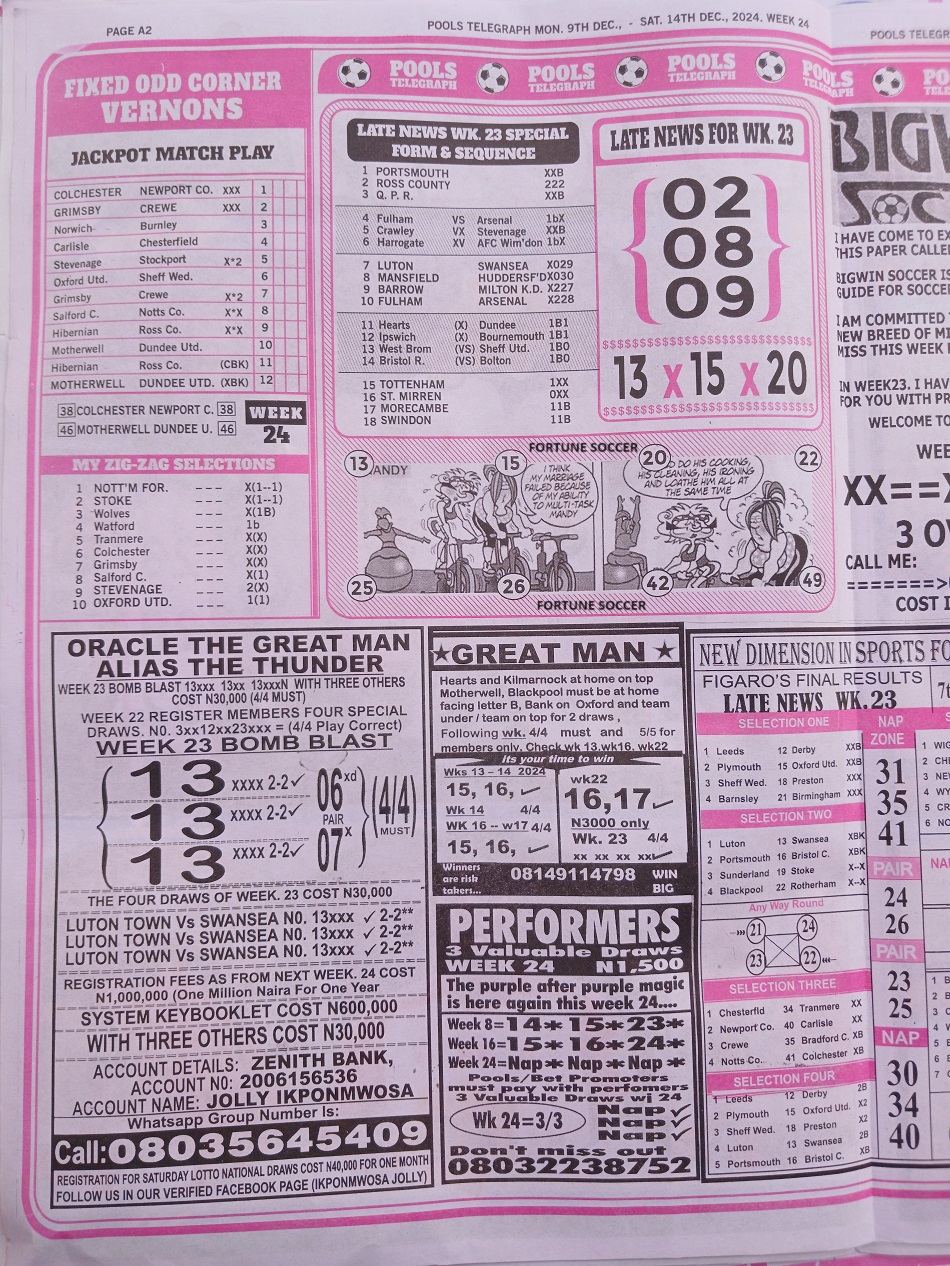 PAGE A2
POOLS TELEGRAPH MON. 9TH DEC., - SAT. 14TH DEC., 2024. WEEK 24
POOLS TELEGR
FIXED ODD CORNER
VERNONS
JACKPOT MATCH PLAY
COLCHESTER NEWPORT CO. XXX 1
GRIMSBY CREWE XXX 2
Norwich Burnley 3
Carlisle Chesterfield 4
Stevenage Stockport X*2 5
Oxford Utd. Sheff Wed. 6
Grimsby Crewe X*2 7
Salford C. Notts Co. X*X 8
Hibernian Ross Co. X*X 9
Motherwell Dundee Utd. 10
Hibernian Ross Co. (CBK) 11
MOTHERWELL DUNDEE UTD. (XBK) 12
38 COLCHESTER NEWPORT C. 38
46 MOTHERWELL DUNDEE U. 46
WEEK
24
MY ZIG-ZAG SELECTIONS
1 NOTT'M FOR. --- X(1--1)
2 STOKE --- X(1--1)
3 Wolves --- X(1B)
4 Watford --- 1b
5 Tranmere --- X(X)
6 Colchester --- X(X)
7 Grimsby --- X(X)
8 Salford C. --- X(1)
9 STEVENAGE --- 2(X)
10 OXFORD UTD. --- 1(1)
POOLS TELEGRAPH
POOLS TELEGRAPH
POOLS TELEGRAPH
POOLS TELEGRAPH
LATE NEWS WK. 23 SPECIAL
FORM & SEQUENCE
1 PORTSMOUTH XXB
2 ROSS COUNTY 222
3 Q. P. R. XXB
4 Fulham VS Arsenal 1bX
5 Crawley VX Stevenage XXB
6 Harrogate XV AFC Wim'don 1bX
7 LUTON SWANSEA X029
8 MANSFIELD HUDDERSF'D X030
9 BARROW MILTON K.D. X227
10 FULHAM ARSENAL X228
11 Hearts (X) Dundee 1B1
12 Ipswich (X) Bournemouth 1B1
13 West Brom (VS) Sheff Utd. 1B0
14 Bristol R. (VS) Bolton 1B0
15 TOTTENHAM 1XX
16 ST. MIRREN 0XX
17 MORECAMBE 11B
18 SWINDON 11B
LATE NEWS FOR WK. 23
02
08
09
$$$$$$$$$$$$$$$$$$$$$$$$
13 X 15 X 20
$$$$$$$$$$$$$$$$$$$$$$$$
FORTUNE SOCCER
13 15 20 22
ANDY
I THINK
MY MARRIAGE
FAILED BECAUSE
OF MY ABILITY
TO MULTI-TASK
MANDY
DO HIS COOKING,
HIS CLEANING, HIS IRONING
AND LOATHE HIM ALL AT
THE SAME TIME
25 26 42 49
FORTUNE SOCCER
BIGW
SOC
I HAVE COME TO EX
THIS PAPER CALLE
BIGWIN SOCCER IS
GUIDE FOR SOCCE
I AM COMMITTED
NEW BREED OF MI
MISS THIS WEEK I
IN WEEK23. I HAV
FOR YOU WITH PR
WELCOME TO
WEE
XX==X
3 O
CALL ME:
=======>
COST I
ORACLE THE GREAT MAN
ALIAS THE THUNDER
WEEK 23 BOMB BLAST 13xxx 13xx 13xxxN WITH THREE OTHERS
COST N30,000 (4/4 MUST)
WEEK 22 REGISTER MEMBERS FOUR SPECIAL
DRAWS. N0. 3xx12xx23xxx = (4/4 Play Correct)
WEEK 23 BOMB BLAST
13 xxxx 2-2✓ 06xd
13 xxxx 2-2✓ PAIR (4/4) MUST
13 xxxx 2-2✓ 07x
THE FOUR DRAWS OF WEEK. 23 COST N30,000
LUTON TOWN Vs SWANSEA N0. 13xxx ✓ 2-2**
LUTON TOWN Vs SWANSEA N0. 13xxx ✓ 2-2**
LUTON TOWN Vs SWANSEA N0. 13xxx ✓ 2-2**
REGISTRATION FEES AS FROM NEXT WEEK. 24 COST
N1,000,000 (One Million Naira For One Year
SYSTEM KEYBOOKLET COST N600,000
WITH THREE OTHERS COST N30,000
ACCOUNT DETAILS: ZENITH BANK,
ACCOUNT N0: 2006156536
ACCOUNT NAME: JOLLY IKPONMWOSA
Whatsapp Group Number Is:
Call:08035645409
REGISTRATION FOR SATURDAY LOTTO NATIONAL DRAWS COST N40,000 FOR ONE MONTH
FOLLOW US IN OUR VERIFIED FACEBOOK PAGE (IKPONMWOSA JOLLY)
★GREAT MAN★
Hearts and Kilmarnock at home on top
Motherwell, Blackpool must be at home
facing letter B, Bank on Oxford and team
under / team on top for 2 draws ,
Following wk. 4/4 must and 5/5 for
members only. Check wk 13.wk16. wk22
Its your time to win
Wks 13 – 14 2024
15, 16, ✓
Wk 14 4/4
WK 16 -- w17 4/4
15, 16, ✓
wk22
16,17✓
N3000 only
Wk. 23 4/4
xx xx xx xx✓
Winners
are risk
takers...
08149114798
WIN
BIG
PERFORMERS
3 Valuable Draws
WEEK 24 N1,500
The purple after purple magic
is here again this week 24....
Week 8=14*15*23*
Week 16=15*16*24*
Week 24=Nap*Nap*Nap*
Pools/Bet Promoters
must pay with perfomers
3 Valuable Draws wj 24
Wk 24=3/3
Nap✓
Nap✓
Nap✓
Don't miss out
08032238752
NEW DIMENSION IN SPORTS FO
FIGARO'S FINAL RESULTS
LATE NEWS WK.23
SELECTION ONE
1 Leeds 12 Derby XXB
2 Plymouth 15 Oxford Utd. XXB
3 Sheff Wed. 18 Preston XXX
4 Barnsley 21 Birmingham XXX
SELECTION TWO
1 Luton 13 Swansea XBK
2 Portsmouth 16 Bristol C. XBK
3 Sunderland 19 Stoke X--X
4 Blackpool 22 Rotherham X--X
Any Way Round
21 24
23 22
SELECTION THREE
1 Chesterfld 34 Tranmere XX
2 Newport Co. 40 Carlisle XX
3 Crewe 35 Bradford C. XB
4 Notts Co.. 41 Colchester XB
SELECTION FOUR
1 Leeds 12 Derby 2B
2 Plymouth 15 Oxford Utd. X2
3 Sheff Wed. 18 Preston X2
4 Luton 13 Swansea 2B
5 Portsmouth 16 Bristol C. XB
NAP
ZONE
31
35
41
PAIR
24
26
PAIR
23
25
NAP
30
34
40
7t
1 WIG
2 CHE
3 NE
4 WY
5 CR
6 NO
NA